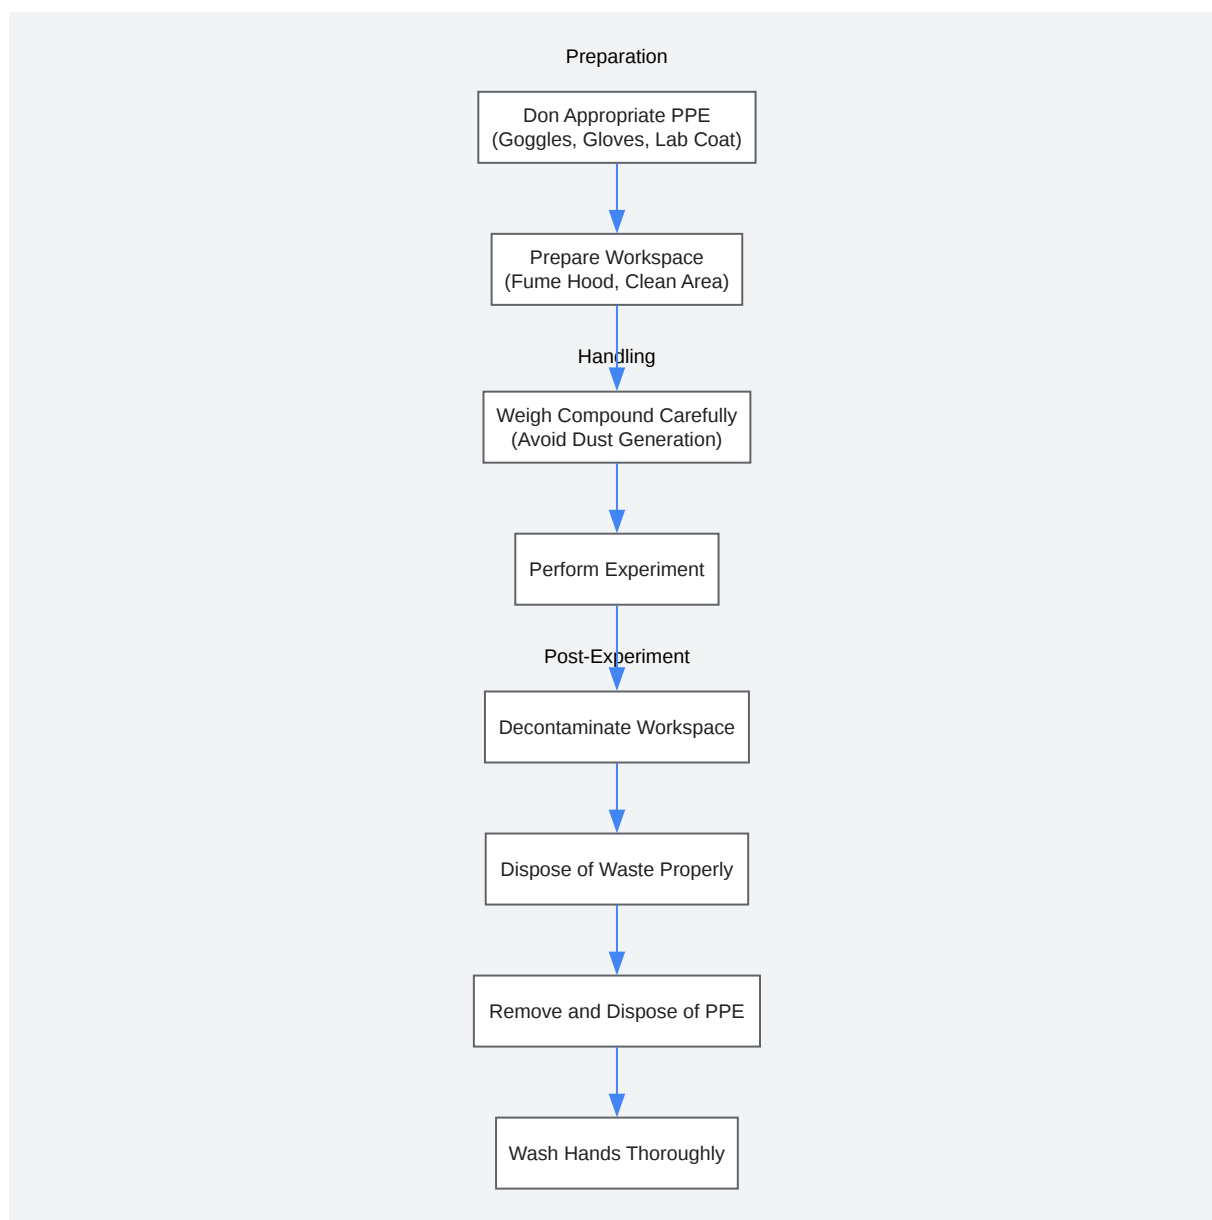 Preparation
Don Appropriate PPE
(Goggles, Gloves, Lab Coat)
Prepare Workspace
(Fume Hood, Clean Area)
Handling
Weigh Compound Carefully
(Avoid Dust Generation)
Perform Experiment
Post-Experiment
Decontaminate Workspace
Dispose of Waste Properly
Remove and Dispose of PPE
Wash Hands Thoroughly